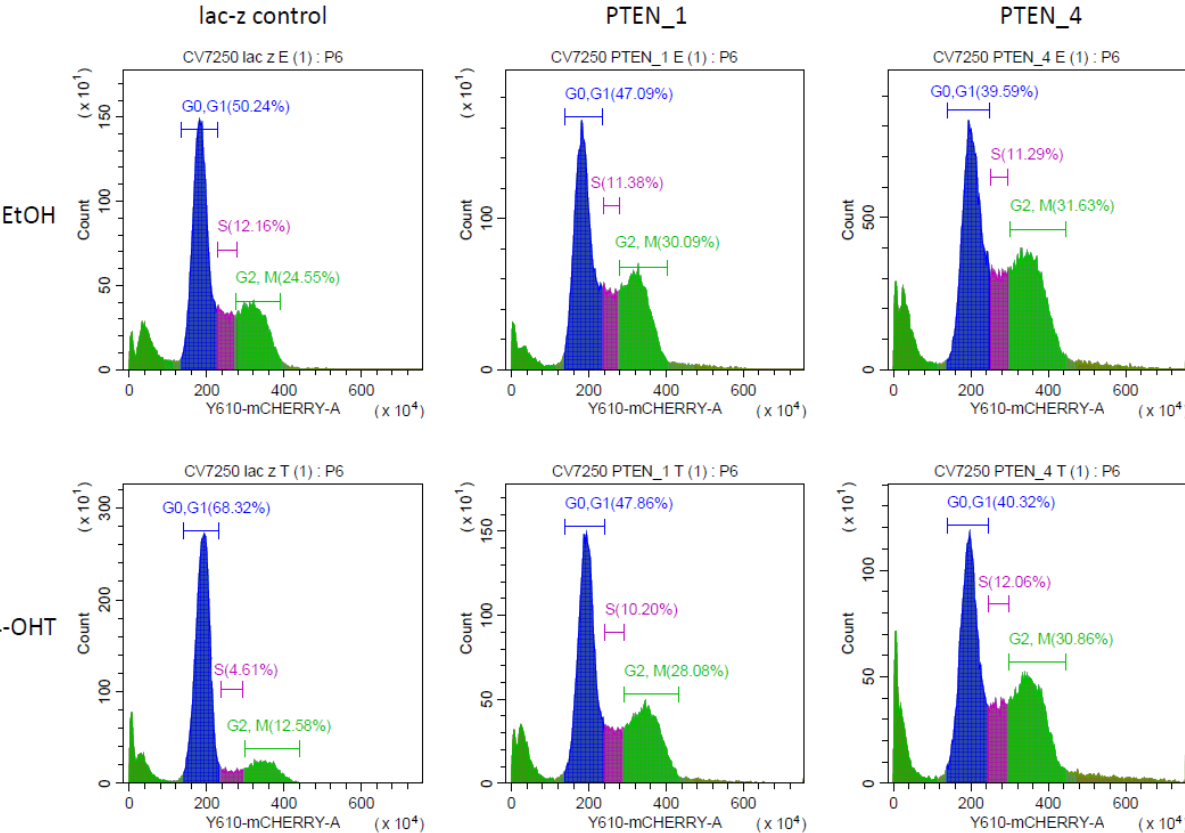 lac-z control PTEN_1 PTEN_4
CV7250 lac z E (1) : P6
CV7250 PTEN_1 E (1) : P6
CV7250 PTEN_4 E (1) : P6
EtOH
(x 10¹)
150
100
50
0
Count
G0,G1(50.24%)
S(12.16%)
G2, M(24.55%)
0 200 400 600
Y610-mCHERRY-A (x 10⁴)
(x 10¹)
100
0
Count
G0,G1(47.09%)
S(11.38%)
G2, M(30.09%)
0 200 400 600
Y610-mCHERRY-A (x 10⁴)
500
0
Count
G0,G1(39.59%)
S(11.29%)
G2, M(31.63%)
0 200 400 600
Y610-mCHERRY-A (x 10⁴)
CV7250 lac z T (1) : P6
CV7250 PTEN_1 T (1) : P6
CV7250 PTEN_4 T (1) : P6
-OHT
(x 10¹)
300
200
100
0
Count
G0,G1(68.32%)
S(4.61%)
G2, M(12.58%)
0 200 400 600
Y610-mCHERRY-A (x 10⁴)
(x 10¹)
150
100
50
0
Count
G0,G1(47.86%)
S(10.20%)
G2, M(28.08%)
0 200 400 600
Y610-mCHERRY-A (x 10⁴)
(x 10¹)
100
50
0
Count
G0,G1(40.32%)
S(12.06%)
G2, M(30.86%)
0 200 400 600
Y610-mCHERRY-A (x 10⁴)